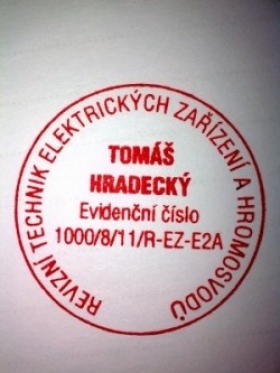 REVIZNÍ TECHNIK ELEKTRICKÝCH ZAŘÍZENÍ A HROMOSVODŮ
TOMÁŠ
HRADECKÝ
Evidenční číslo
1000/8/11/R-EZ-E2A